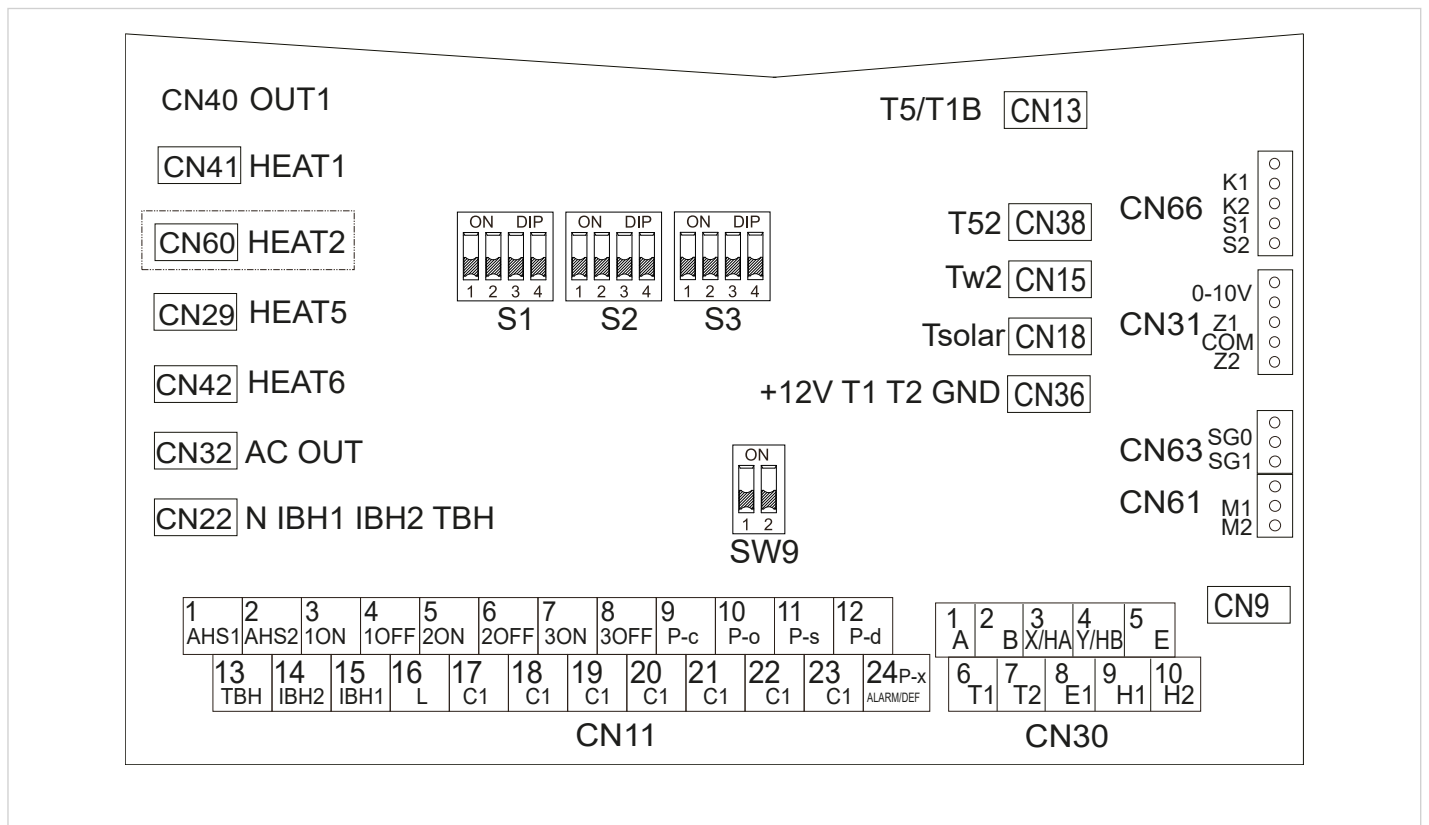 CN40 OUT1
T5/T1B CN13
CN41 HEAT1
CN66 K1 K2 S1 S2
CN60 HEAT2
ON DIP ON DIP ON DIP
1 2 3 4 1 2 3 4 1 2 3 4
S1 S2 S3
T52 CN38
Tw2 CN15
CN29 HEAT5
CN31 0-10V Z1 COM Z2
Tsolar CN18
CN42 HEAT6
+12V T1 T2 GND CN36
CN32 AC OUT
CN63 SG0 SG1
ON
1 2
SW9
CN22 N IBH1 IBH2 TBH
CN61 M1 M2
CN9
1 2 3 4 5 6 7 8 9 10 11 12
AHS1 AHS2 1ON 1OFF 2ON 2OFF 3ON 3OFF P-c P-o P-s P-d
13 14 15 16 17 18 19 20 21 22 23 24 P-x
TBH IBH2 IBH1 L C1 C1 C1 C1 C1 C1 C1 ALARM/DEF
CN11
1 2 3 4 5
A B X/HA Y/HB E
6 7 8 9 10
T1 T2 E1 H1 H2
CN30